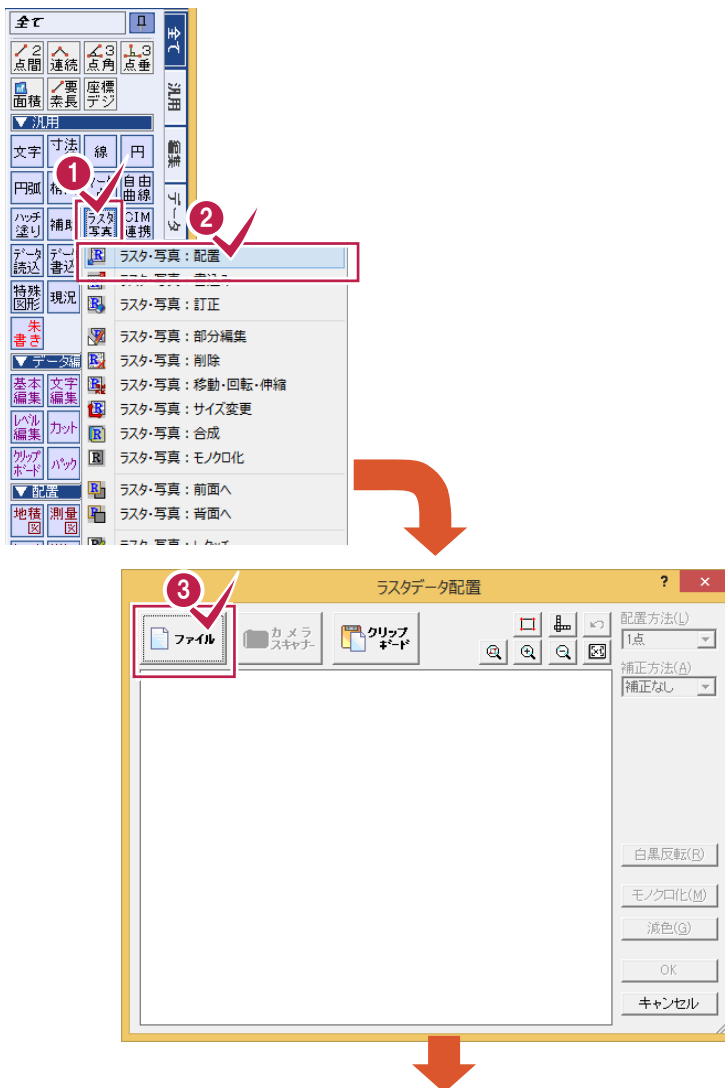 全て
2 点間 連続 3 点角 3 点垂
面積 要素長 座標デジ
▼ 汎用
文字 寸法 線 円
円弧 自由曲線
ハッチ塗り 補助 ラスタ写真 CIM連携
データ読込 データ書込
特殊図形 現況
朱書き
▼ データ編
基本編集 文字編集
レベル編集 カット
クリップボード パック
▼ 配置
地積図 測量図
全て
汎用
編集
データ
1
2
ラスタ・写真：配置
ラスタ・写真：訂正
ラスタ・写真：部分編集
ラスタ・写真：削除
ラスタ・写真：移動・回転・伸縮
ラスタ・写真：サイズ変更
ラスタ・写真：合成
ラスタ・写真：モノクロ化
ラスタ・写真：前面へ
ラスタ・写真：背面へ
ラスタデータ配置
? ×
3
ファイル
カメラ
スキャナー
クリップ
ボード
配置方法(L)
1点
補正方法(A)
補正なし
白黒反転(R)
モノクロ化(M)
減色(G)
OK
キャンセル